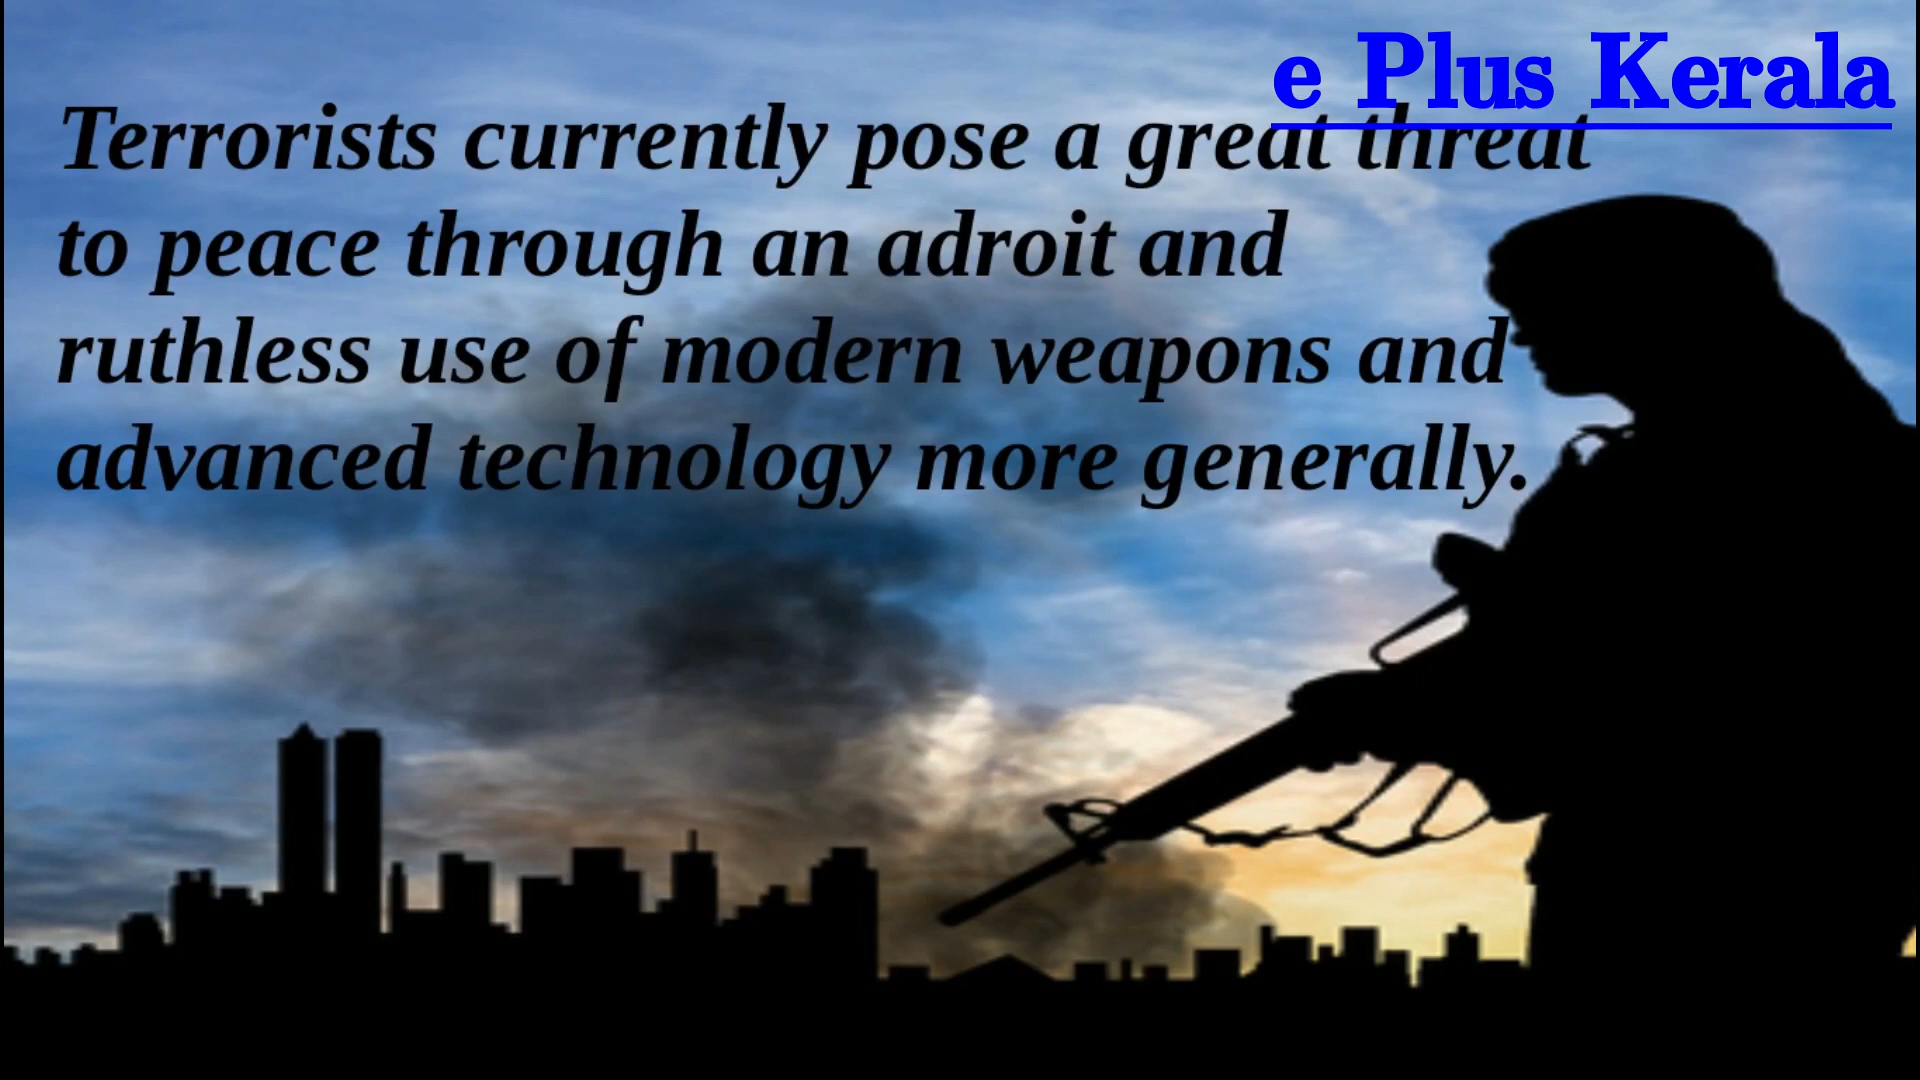 e Plus Kerala
Terrorists currently pose a great threat
to peace through an adroit and
ruthless use of modern weapons and
advanced technology more generally.